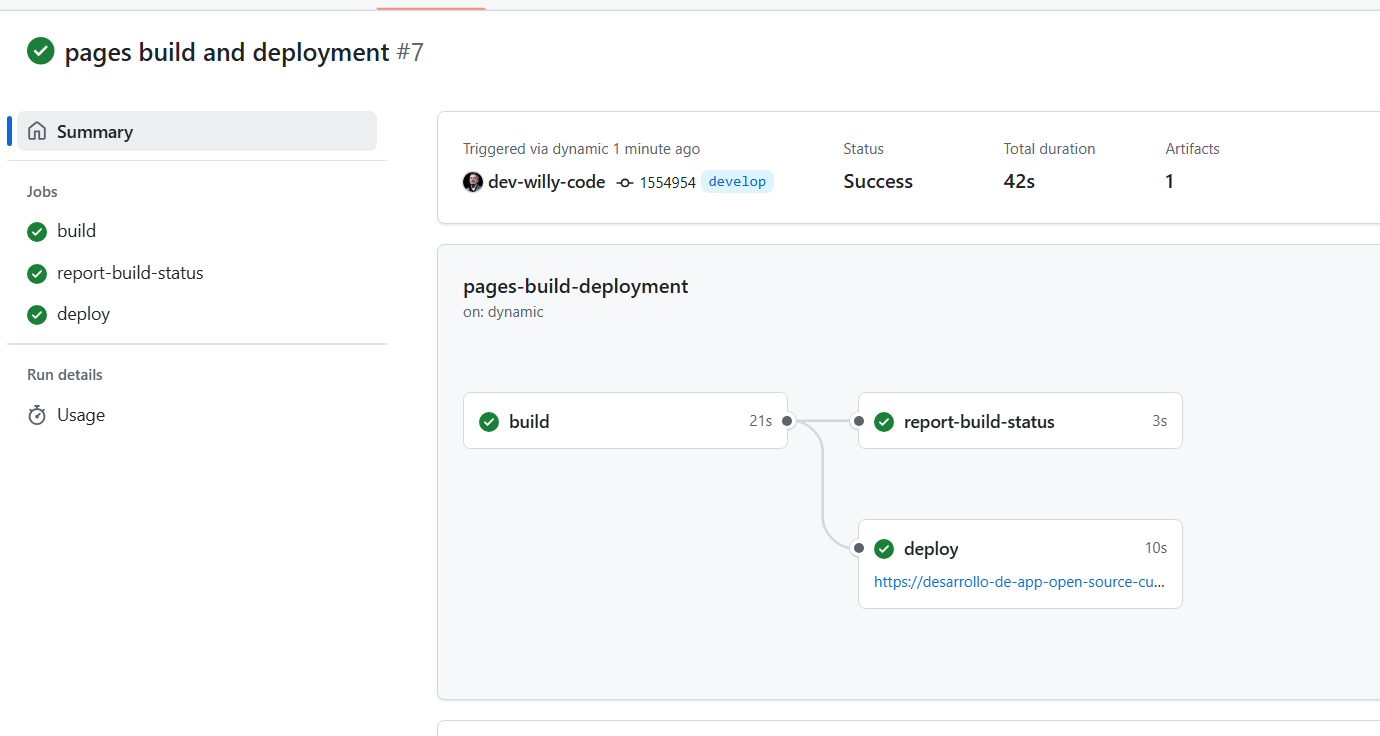 pages build and deployment #7
Summary
Jobs
build
report-build-status
deploy
Run details
Usage
Triggered via dynamic 1 minute ago
dev-willy-code 1554954 develop
Status
Success
Total duration
42s
Artifacts
1
pages-build-deployment
on: dynamic
build 21s
report-build-status 3s
deploy 10s
https://desarrollo-de-app-open-source-cu...